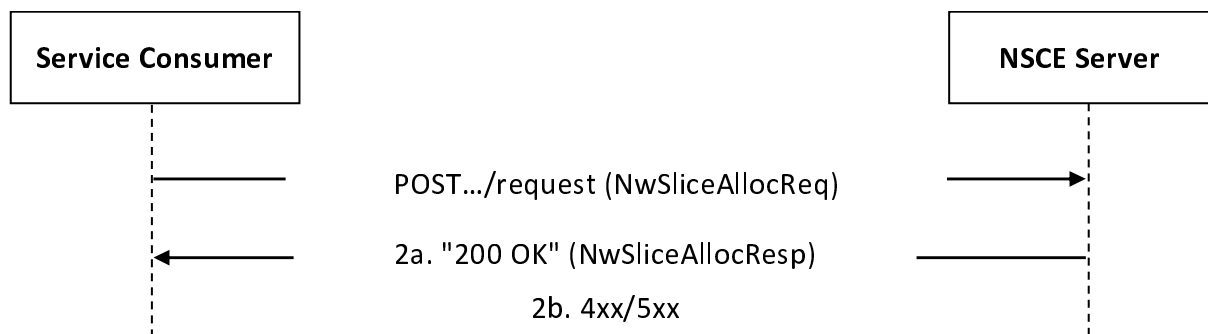 Service Consumer
NSCE Server
POST…/request (NwSliceAllocReq)
2a. "200 OK" (NwSliceAllocResp)
2b. 4xx/5xx